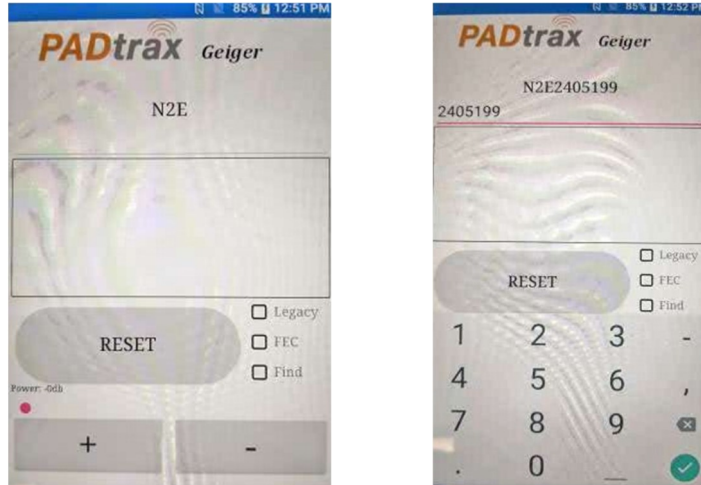 85% 12:51 PM
PADtrax Geiger
N2E
RESET
Legacy
FEC
Find
Power: -0db
+
-
85% 12:52 PM
PADtrax Geiger
N2E2405199
2405199
RESET
Legacy
FEC
Find
1 2 3 -
4 5 6 ,
7 8 9
. 0 _